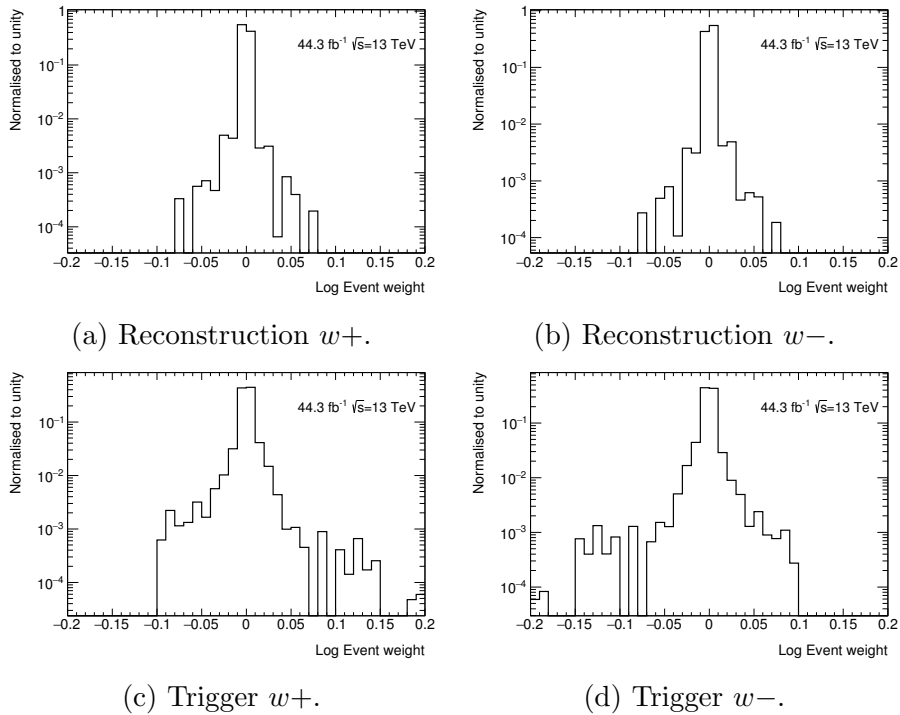 Normalised to unity
1
10⁻¹
10⁻²
10⁻³
10⁻⁴
44.3 fb⁻¹ √s=13 TeV
−0.2 −0.15 −0.1 −0.05 0 0.05 0.1 0.15 0.2
Log Event weight
(a) Reconstruction w+.
Normalised to unity
1
10⁻¹
10⁻²
10⁻³
10⁻⁴
44.3 fb⁻¹ √s=13 TeV
−0.2 −0.15 −0.1 −0.05 0 0.05 0.1 0.15 0.2
Log Event weight
(b) Reconstruction w−.
Normalised to unity
10⁻¹
10⁻²
10⁻³
10⁻⁴
44.3 fb⁻¹ √s=13 TeV
−0.2 −0.15 −0.1 −0.05 0 0.05 0.1 0.15 0.2
Log Event weight
(c) Trigger w+.
Normalised to unity
10⁻¹
10⁻²
10⁻³
10⁻⁴
44.3 fb⁻¹ √s=13 TeV
−0.2 −0.15 −0.1 −0.05 0 0.05 0.1 0.15 0.2
Log Event weight
(d) Trigger w−.